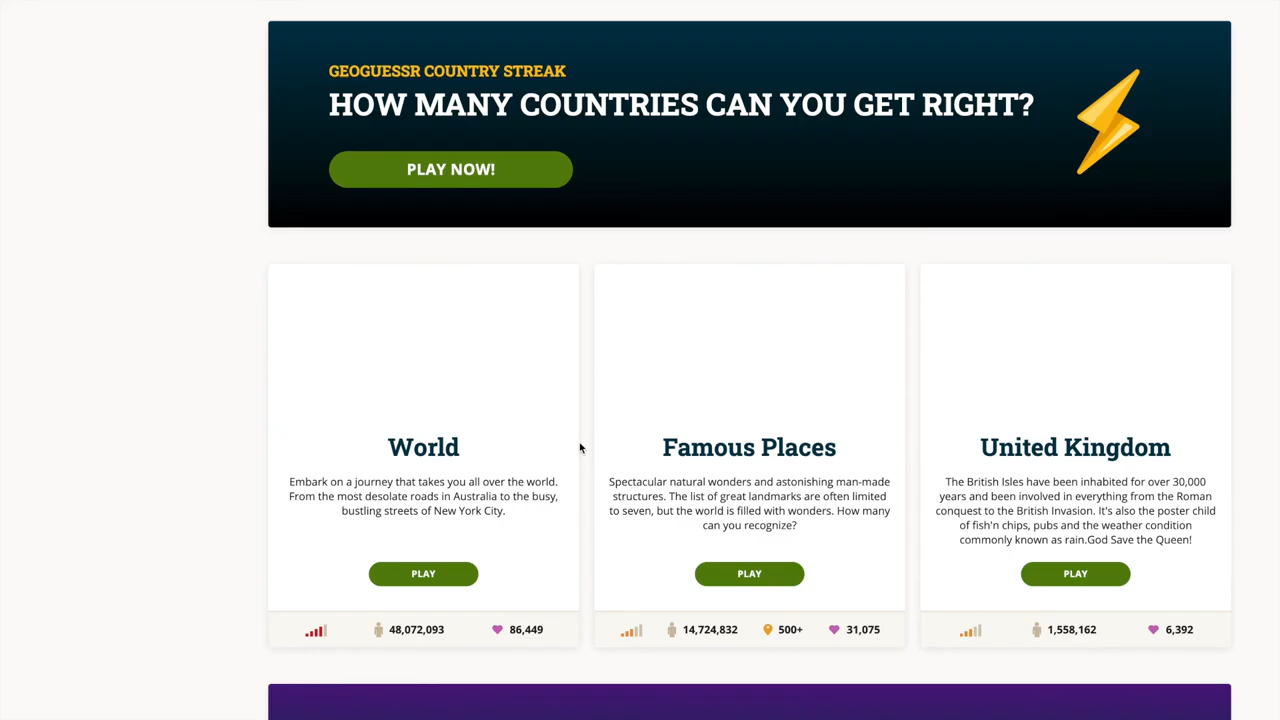 GEOGUESSR COUNTRY STREAK
HOW MANY COUNTRIES CAN YOU GET RIGHT?
PLAY NOW!
World
Embark on a journey that takes you all over the world.
From the most desolate roads in Australia to the busy,
bustling streets of New York City.
PLAY
48,072,093 86,449
Famous Places
Spectacular natural wonders and astonishing man-made
structures. The list of great landmarks are often limited
to seven, but the world is filled with wonders. How many
can you recognize?
PLAY
14,724,832 500+ 31,075
United Kingdom
The British Isles have been inhabited for over 30,000
years and been involved in everything from the Roman
conquest to the British Invasion. It's also the poster child
of fish'n chips, pubs and the weather condition
commonly known as rain.God Save the Queen!
PLAY
1,558,162 6,392